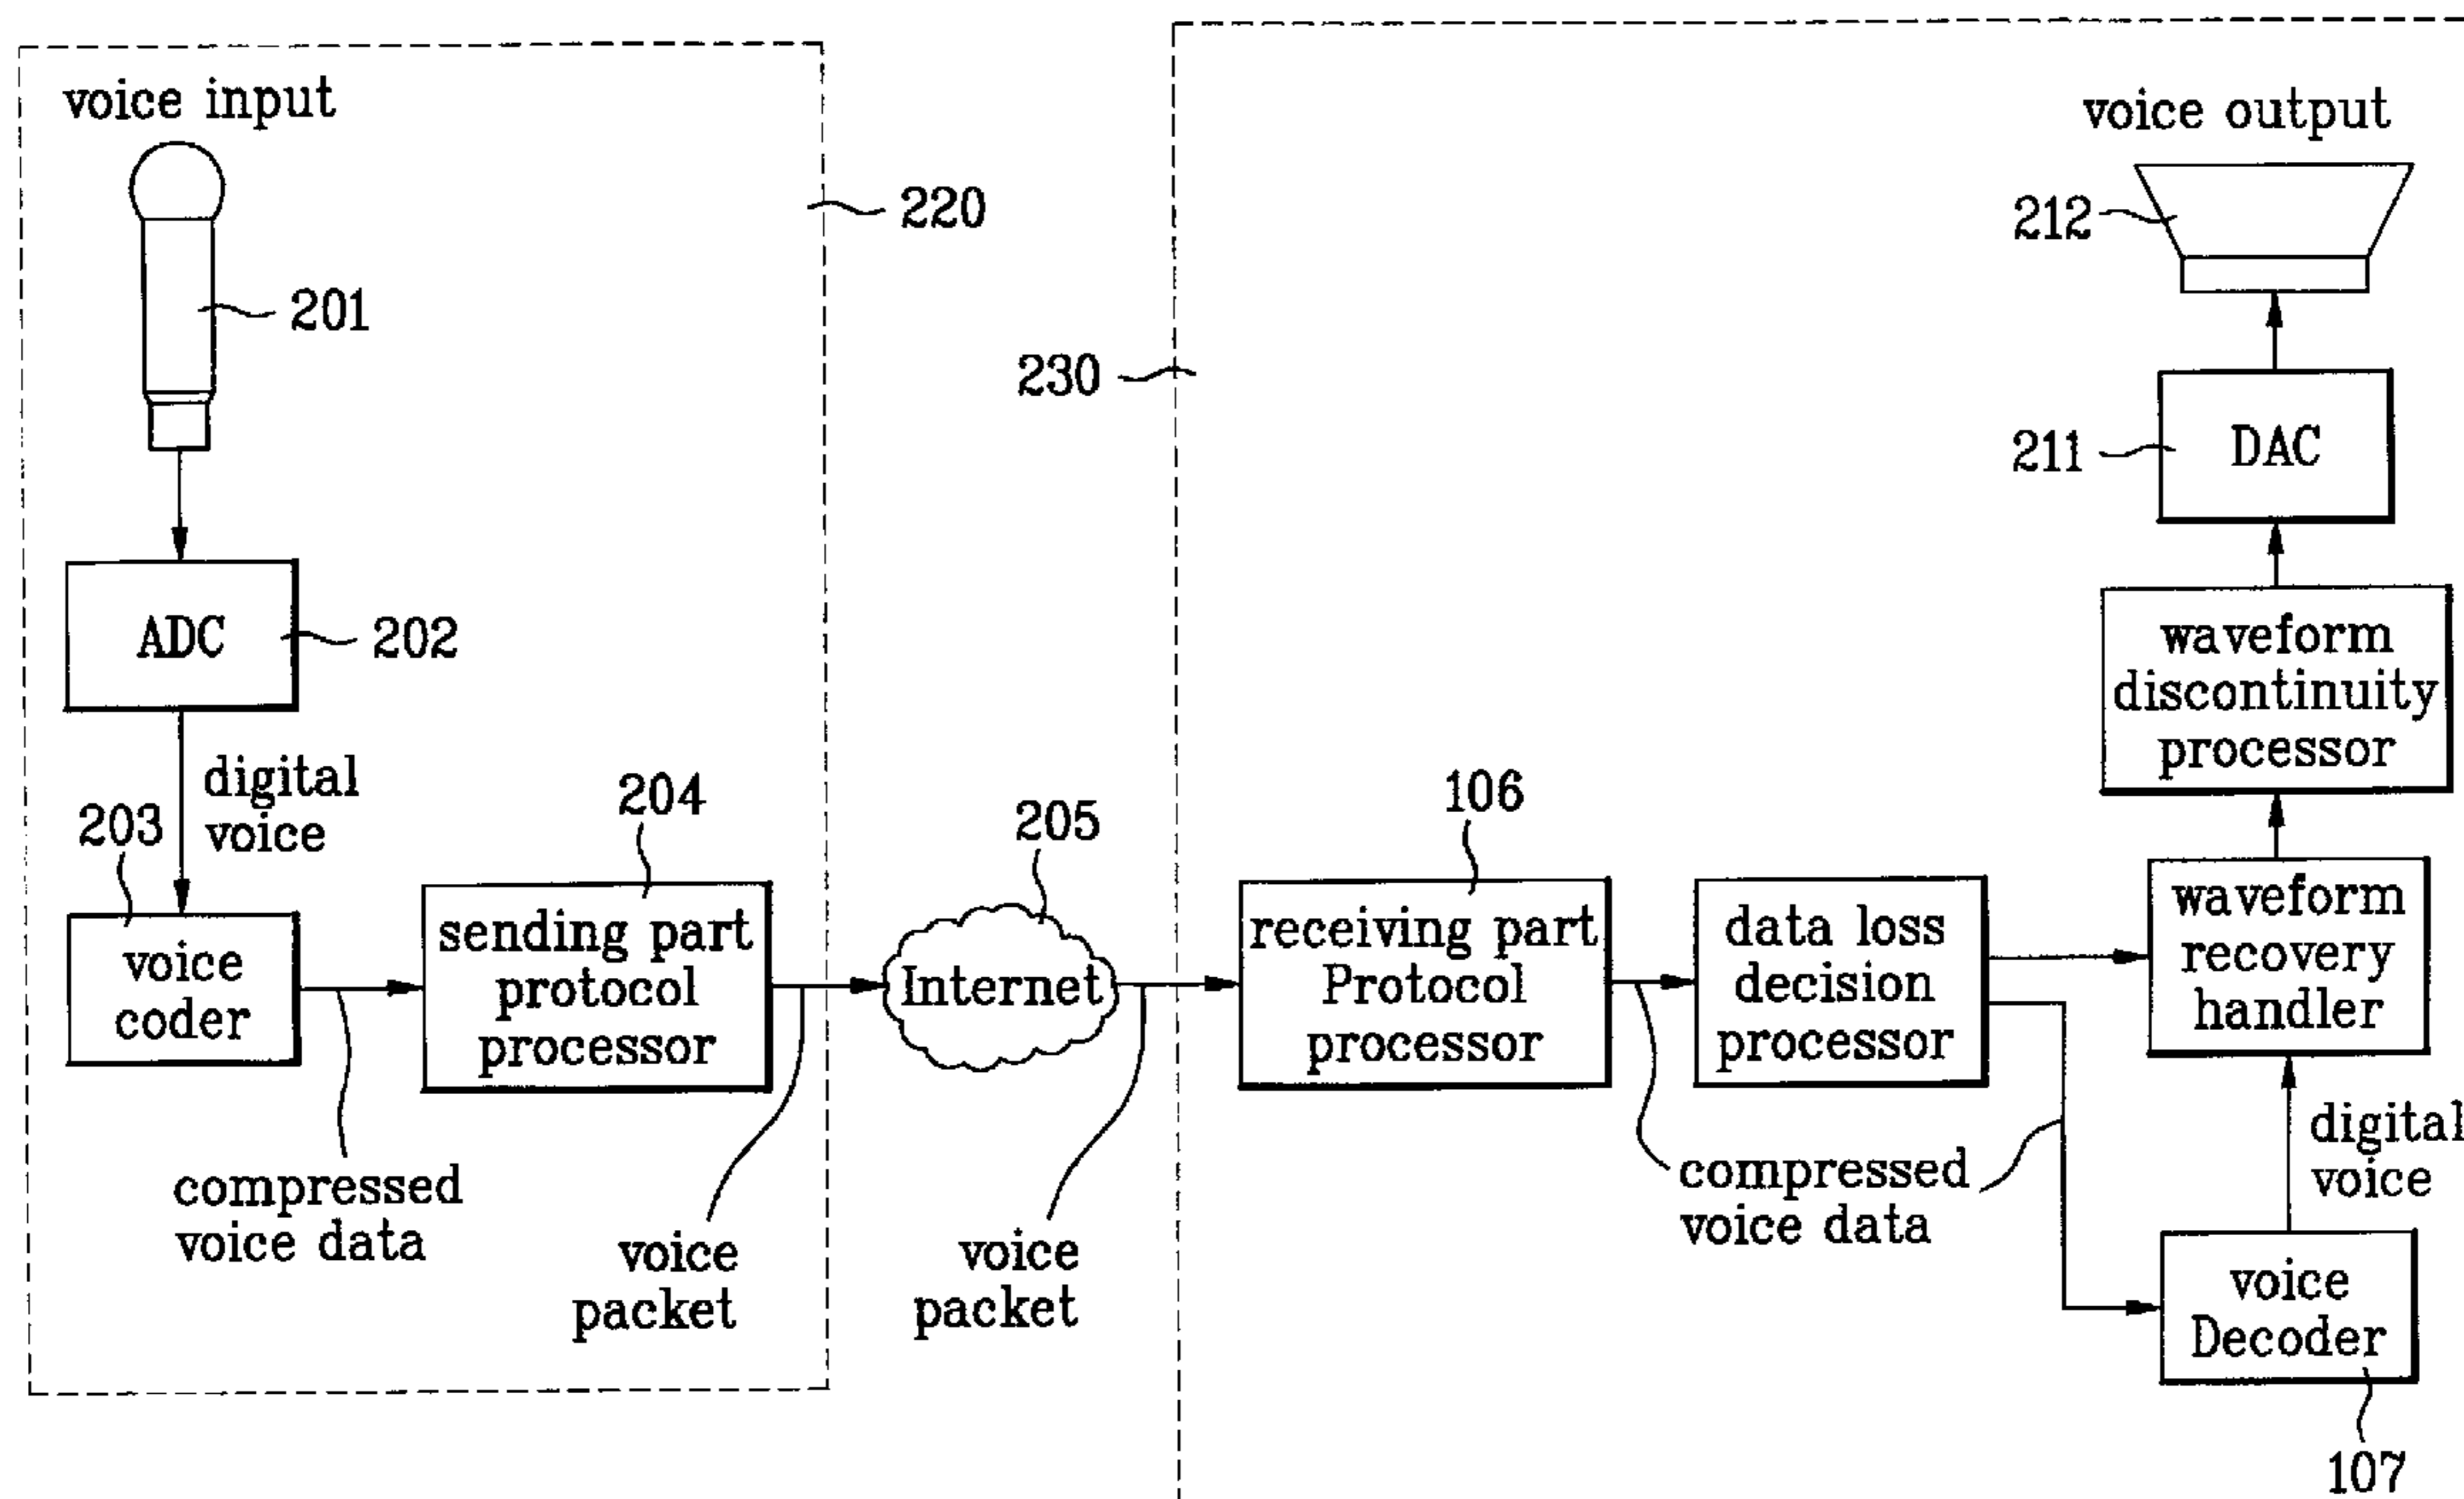 voice input
201
ADC
202
digital
voice
203
voice
coder
compressed
voice data
204
sending part
protocol
processor
voice
packet
220
205
Internet
voice
packet
230
106
receiving part
Protocol
processor
compressed
voice data
data loss
decision
processor
voice output
212
211
DAC
waveform
discontinuity
processor
waveform
recovery
handler
digital
voice
voice
Decoder
107